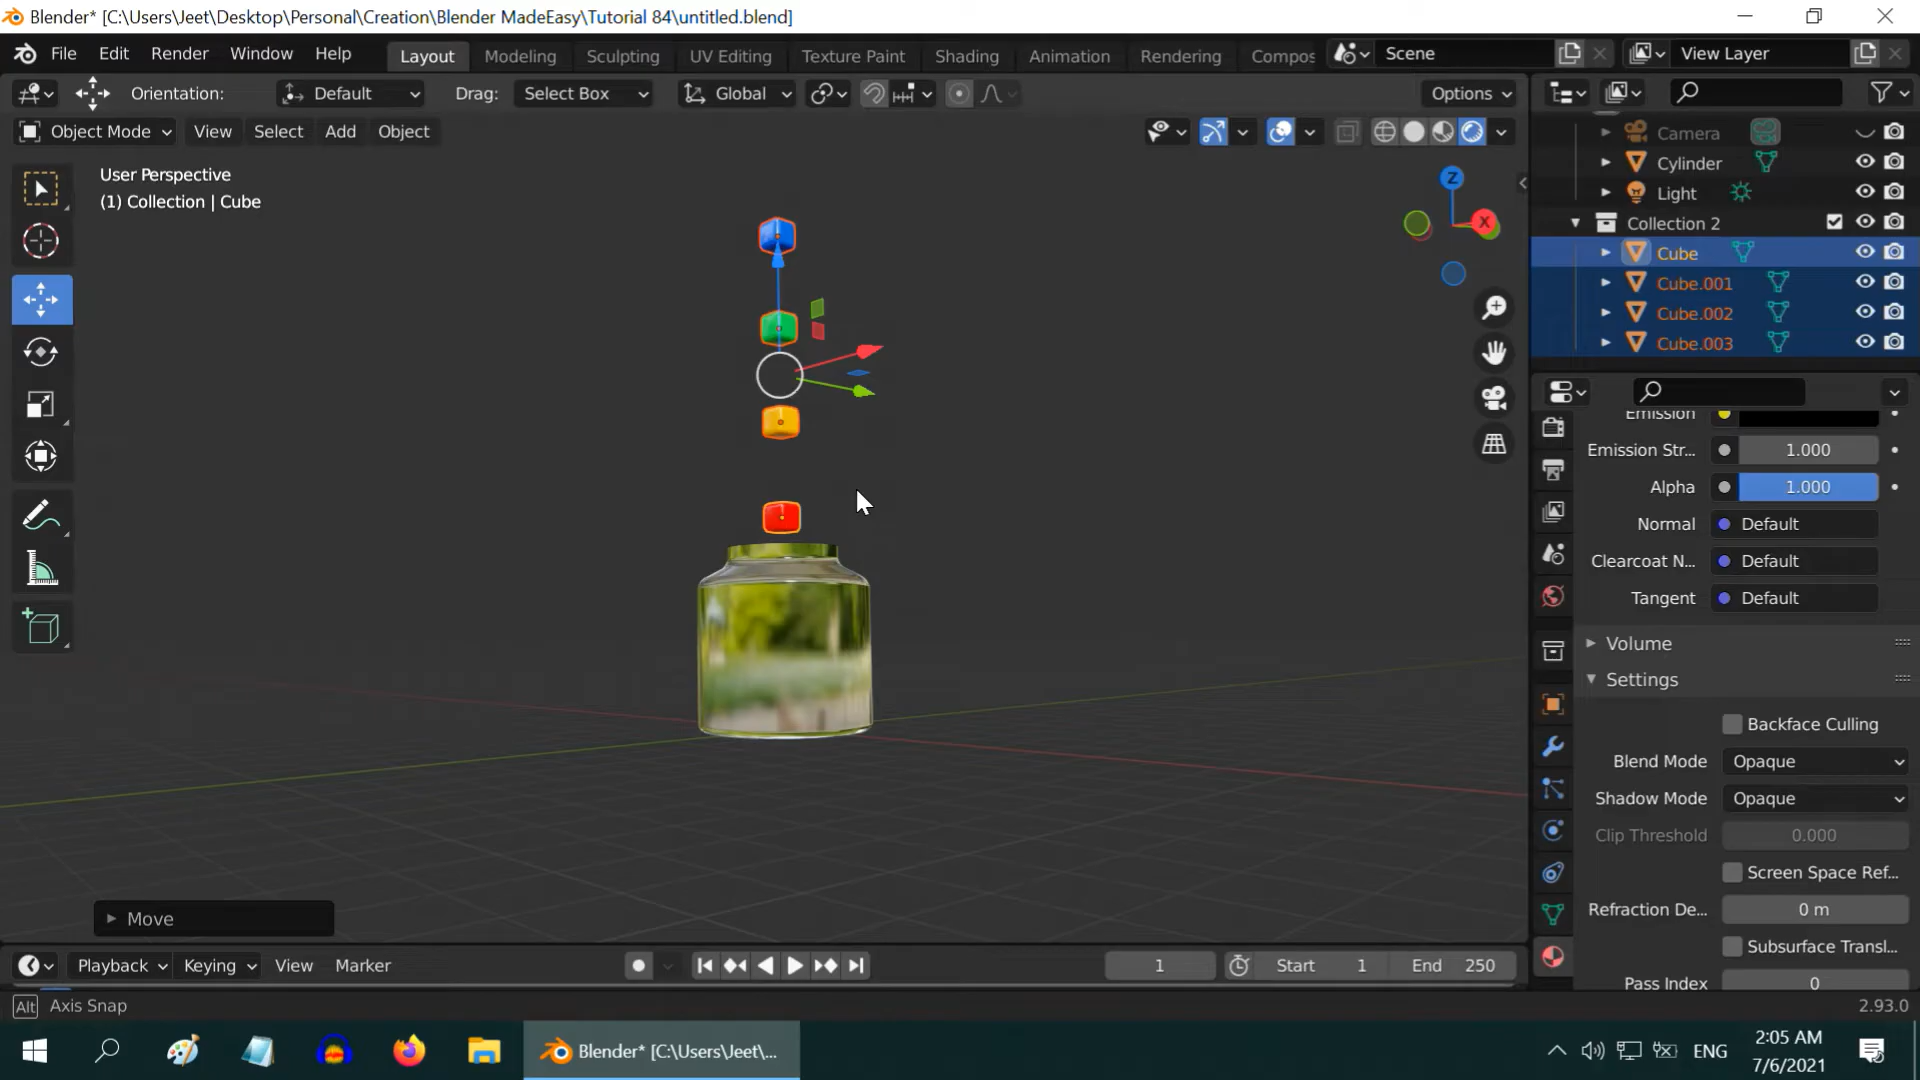 Blender* [C:\Users\Jeet\Desktop\Personal\Creation\Blender MadeEasy\Tutorial 84\untitled.blend]
File Edit Render Window Help Layout Modeling Sculpting UV Editing Texture Paint Shading Animation Rendering Compos Scene View Layer
Orientation: Default Drag: Select Box Global Options
Object Mode View Select Add Object
User Perspective
(1) Collection | Cube
Z
X
Camera
Cylinder
Light
Collection 2
Cube
Cube.001
Cube.002
Cube.003
Emission
Emission Str... 1.000
Alpha 1.000
Normal Default
Clearcoat N... Default
Tangent Default
Volume
Settings
Backface Culling
Blend Mode Opaque
Shadow Mode Opaque
Clip Threshold 0.000
Screen Space Ref...
Refraction De... 0 m
Subsurface Transl...
Pass Index 0
Move
Playback Keying View Marker 1 Start 1 End 250
Alt Axis Snap 2.93.0
Blender* [C:\Users\Jeet\... ENG 2:05 AM
7/6/2021